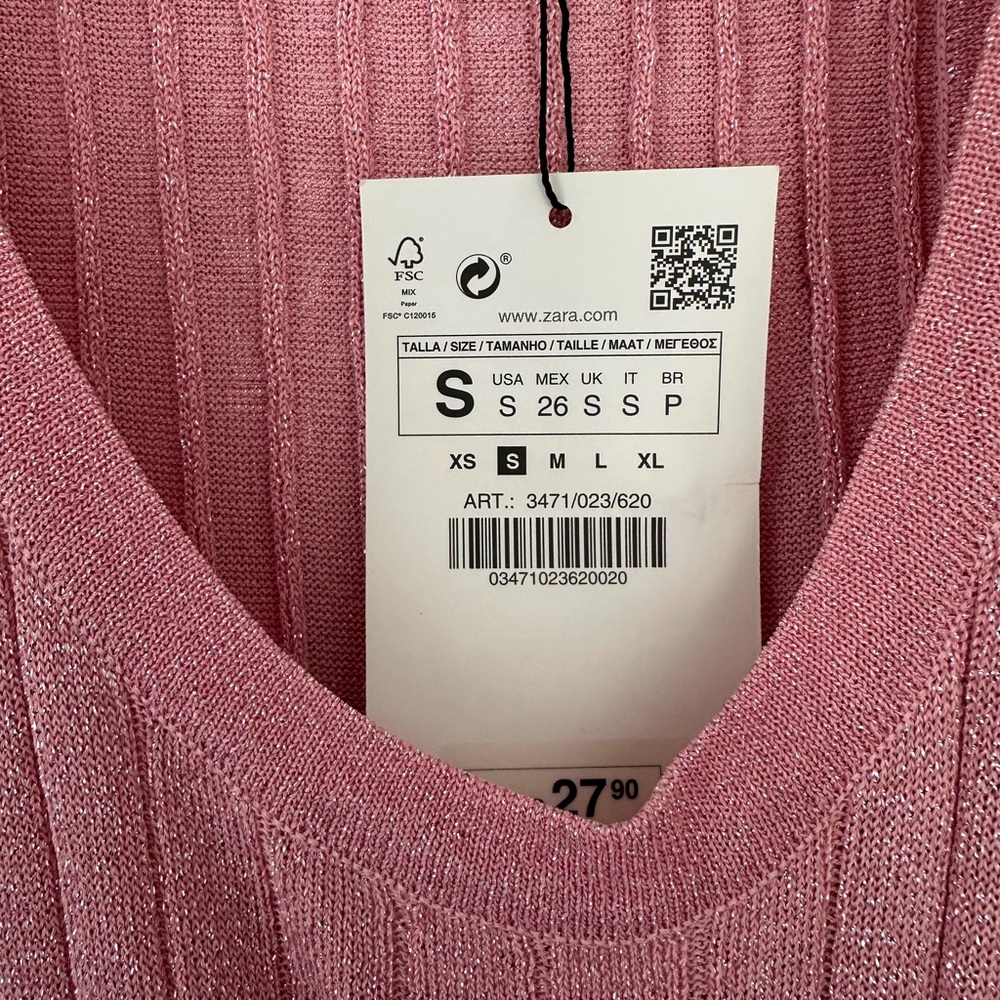 FSC®
MIX
Paper
FSC® C120015
®
www.zara.com
TALLA / SIZE / TAMANHO / TAILLE / MAAT / ΜΕΓΕΘΟΣ
S
USA MEX UK IT BR
S 26 S S P
XS S M L XL
ART.: 3471/023/620
03471023620020
27 90